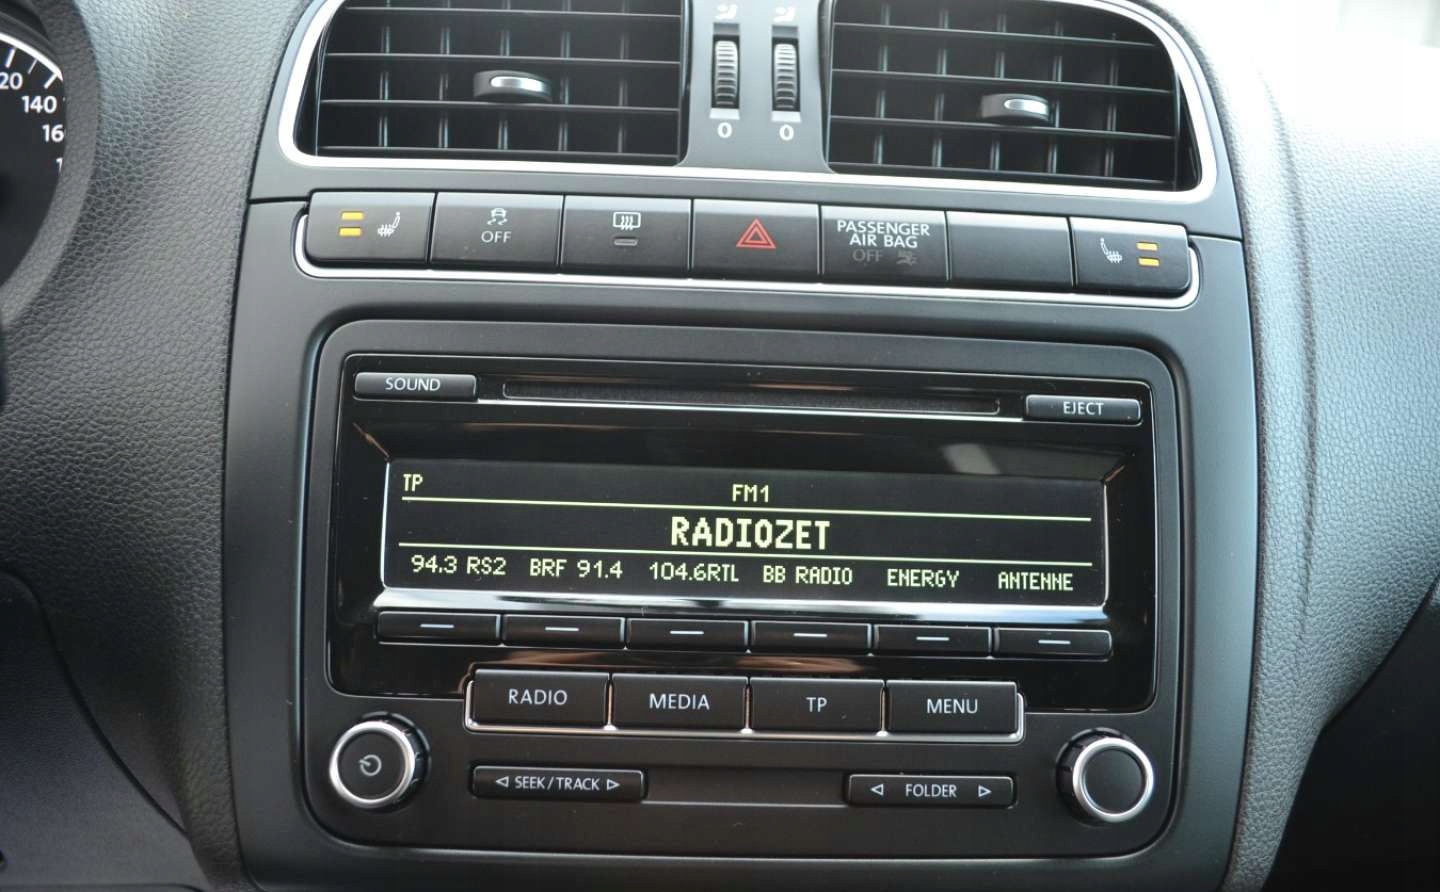 20
140
16
1
0 0
OFF
PASSENGER
AIR BAG
OFF
SOUND
EJECT
TP
FM1
RADIOZET
94.3 RS2 BRF 91.4 104.6RTL BB RADIO ENERGY ANTENNE
RADIO MEDIA TP MENU
SEEK/TRACK
FOLDER